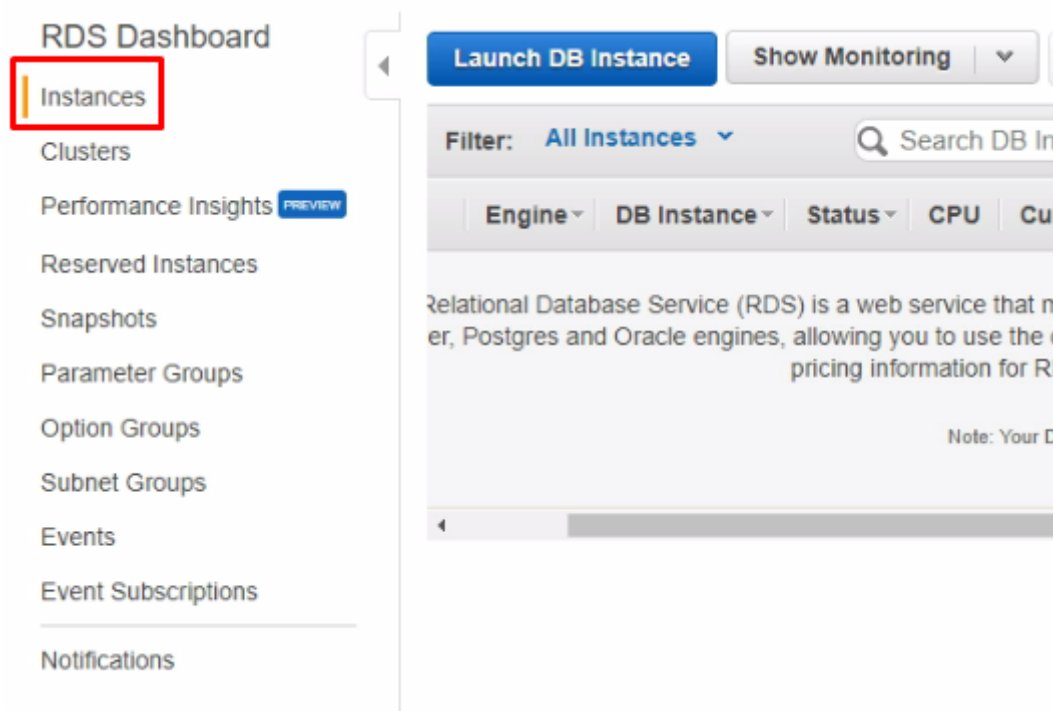 RDS Dashboard
Instances
Clusters
Performance Insights PREVIEW
Reserved Instances
Snapshots
Parameter Groups
Option Groups
Subnet Groups
Events
Event Subscriptions
Notifications
Launch DB Instance Show Monitoring
Filter: All Instances Search DB In
Engine DB Instance Status CPU Cu
Relational Database Service (RDS) is a web service that m
er, Postgres and Oracle engines, allowing you to use the
pricing information for R
Note: Your D